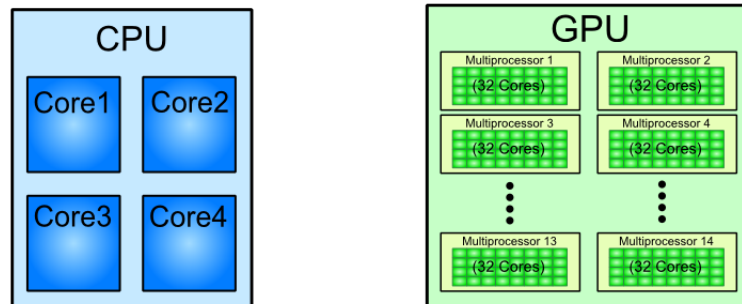 CPU
Core1
Core2
Core3
Core4
GPU
Multiprocessor 1
(32 Cores)
Multiprocessor 2
(32 Cores)
Multiprocessor 3
(32 Cores)
Multiprocessor 4
(32 Cores)
Multiprocessor 13
(32 Cores)
Multiprocessor 14
(32 Cores)